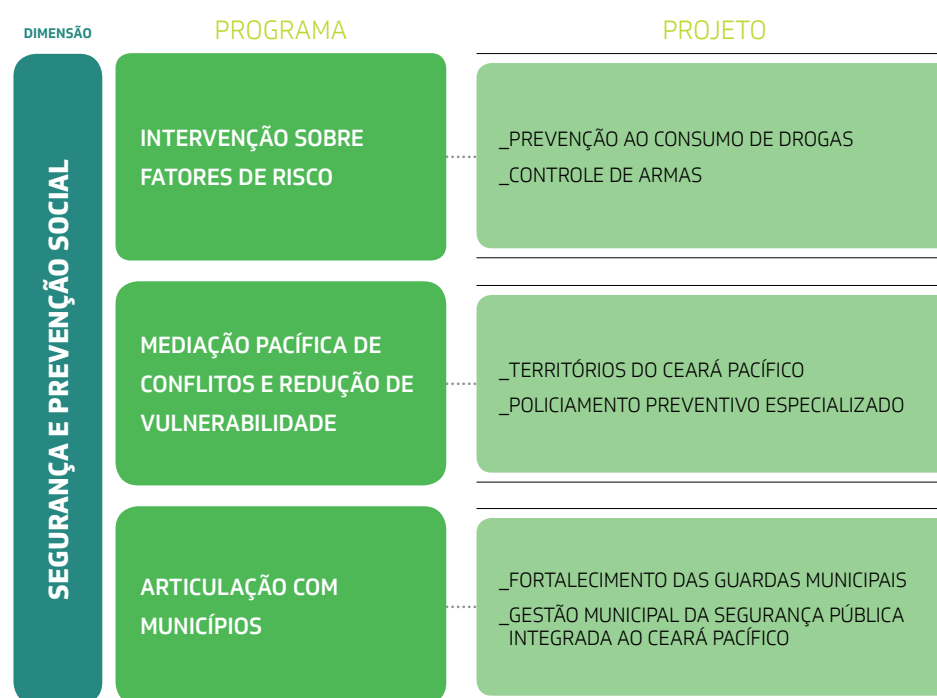 DIMENSÃO
PROGRAMA
PROJETO
SEGURANÇA E PREVENÇÃO SOCIAL
INTERVENÇÃO SOBRE
FATORES DE RISCO
_PREVENÇÃO AO CONSUMO DE DROGAS
_CONTROLE DE ARMAS
MEDIAÇÃO PACÍFICA DE
CONFLITOS E REDUÇÃO DE
VULNERABILIDADE
_TERRITÓRIOS DO CEARÁ PACÍFICO
_POLICIAMENTO PREVENTIVO ESPECIALIZADO
ARTICULAÇÃO COM
MUNICÍPIOS
_FORTALECIMENTO DAS GUARDAS MUNICIPAIS
_GESTÃO MUNICIPAL DA SEGURANÇA PÚBLICA
INTEGRADA AO CEARÁ PACÍFICO